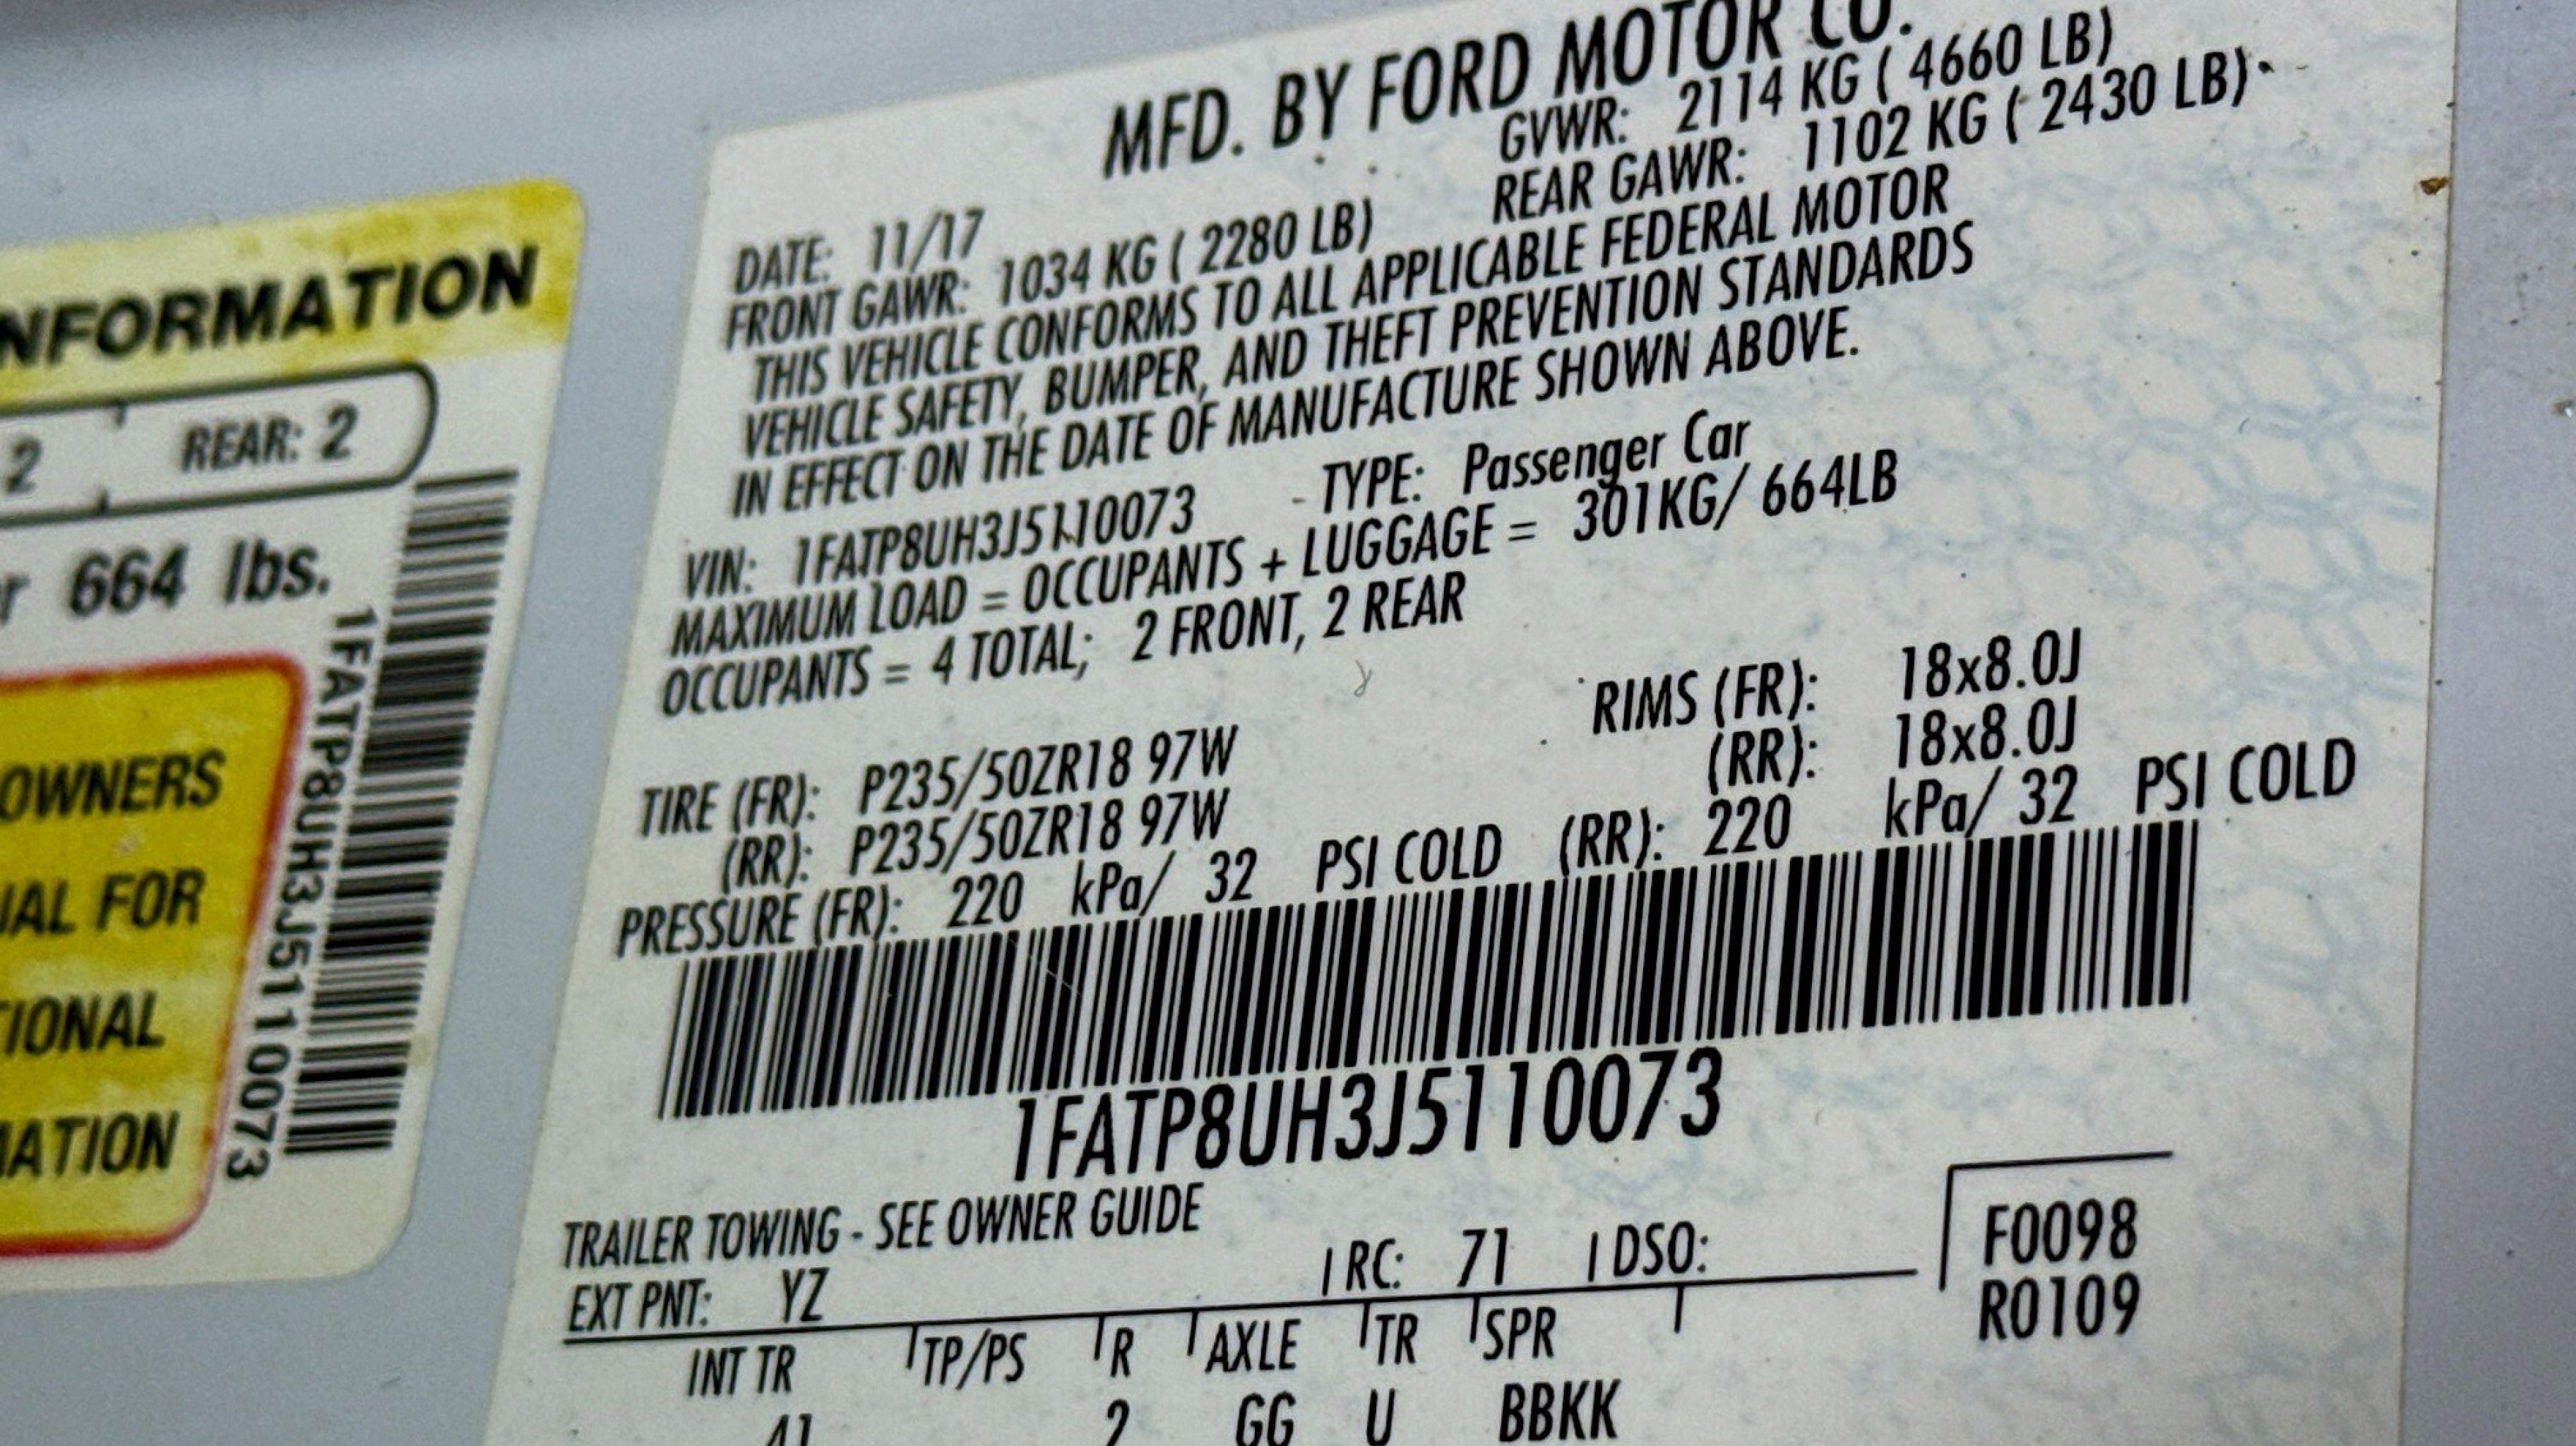 NFORMATION
2 REAR: 2
664 lbs.
OWNERS
UAL FOR
TIONAL
MATION
1FATP8UH3J5110073
MFD. BY FORD MOTOR CO.
DATE: 11/17 GVWR: 2114 KG ( 4660 LB)
FRONT GAWR: 1034 KG ( 2280 LB) REAR GAWR: 1102 KG ( 2430 LB)
THIS VEHICLE CONFORMS TO ALL APPLICABLE FEDERAL MOTOR
VEHICLE SAFETY, BUMPER, AND THEFT PREVENTION STANDARDS
IN EFFECT ON THE DATE OF MANUFACTURE SHOWN ABOVE.
VIN: 1FATP8UH3J5110073 TYPE: Passenger Car
MAXIMUM LOAD = OCCUPANTS + LUGGAGE = 301KG/ 664LB
OCCUPANTS = 4 TOTAL; 2 FRONT, 2 REAR
TIRE (FR): P235/50ZR18 97W RIMS (FR): 18x8.0J
(RR): P235/50ZR18 97W (RR): 18x8.0J
PRESSURE (FR): 220 kPa/ 32 PSI COLD (RR): 220 kPa/ 32 PSI COLD
1FATP8UH3J5110073
TRAILER TOWING - SEE OWNER GUIDE
EXT PNT: YZ | RC: 71 | DSO: F0098
R0109
INT TR | TP/PS | R | AXLE | TR | SPR |
41 2 GG U BBKK